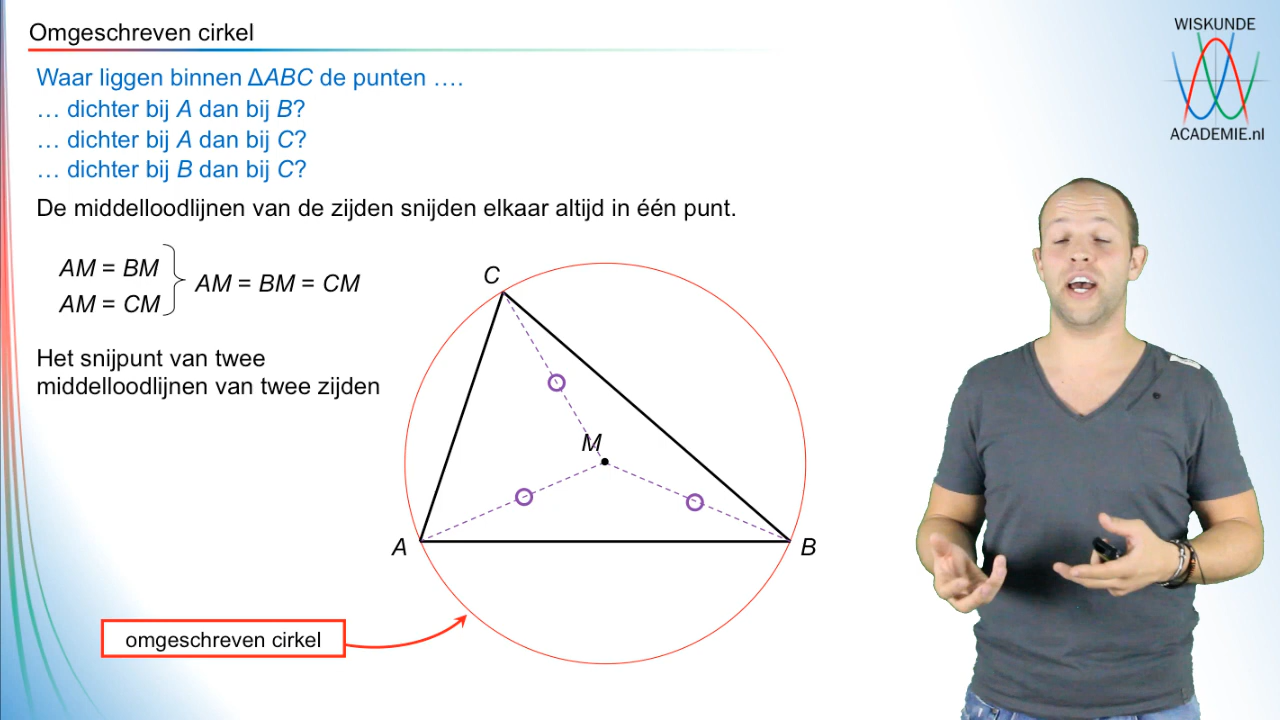 Omgeschreven cirkel
WISKUNDE
ACADEMIE.nl
Waar liggen binnen ΔABC de punten ….
… dichter bij A dan bij B?
… dichter bij A dan bij C?
… dichter bij B dan bij C?
De middelloodlijnen van de zijden snijden elkaar altijd in één punt.
AM = BM
AM = CM
AM = BM = CM
Het snijpunt van twee
middelloodlijnen van twee zijden
C
M
A
B
omgeschreven cirkel